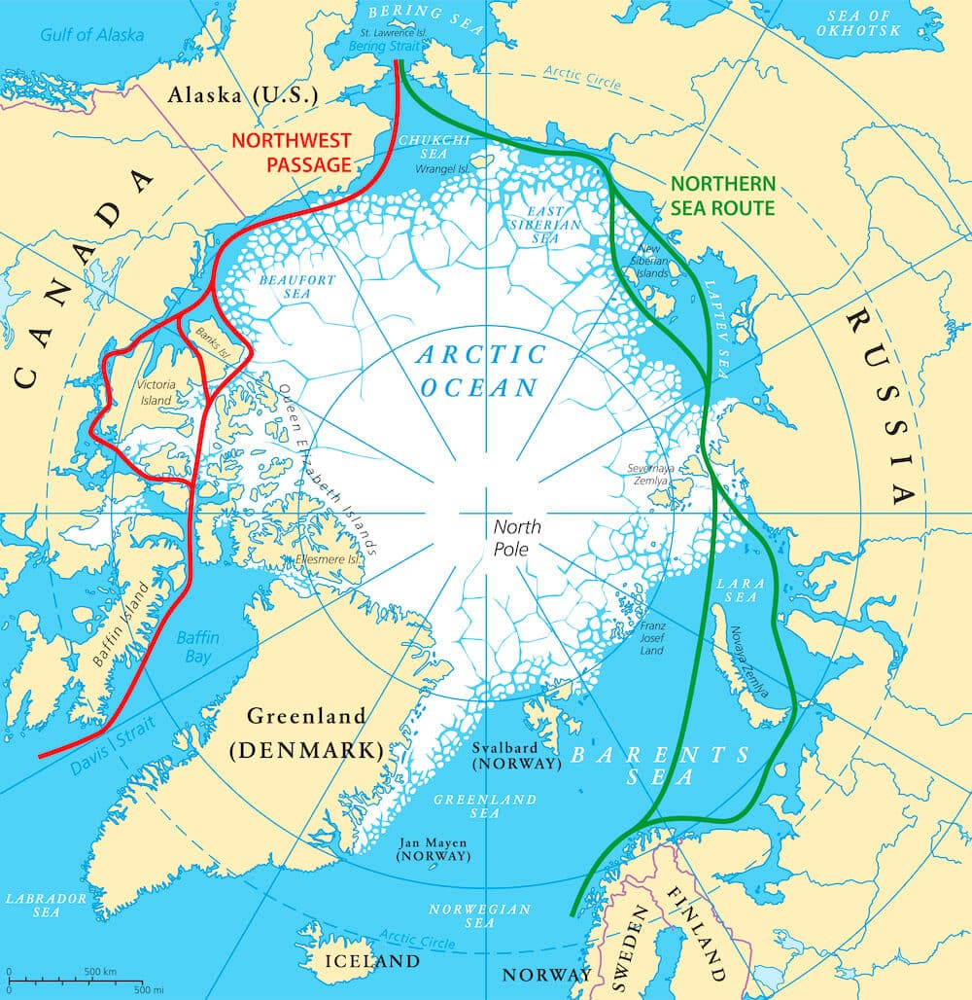 BERING SEA
SEA OF
OKHOTSK
Gulf of Alaska
St. Lawrence Isl.
Bering Strait
Arctic Circle
Alaska (U.S.)
NORTHWEST
PASSAGE
CHUKCHI
SEA
Wrangel Isl.
NORTHERN
SEA ROUTE
CANADA
EAST
SIBERIAN
SEA
New
Siberian
Islands
BEAUFORT
SEA
LAPTEV SEA
RUSSIA
Banks Isl.
ARCTIC
OCEAN
Victoria
Island
Queen Elizabeth Islands
Severnaya
Zemlya
North
Pole
Ellesmere Isl.
LARA
SEA
Baffin Island
Baffin
Bay
Franz
Josef
Land
Novaya Zemlya
Greenland
(DENMARK)
Davis Strait
Svalbard
(NORWAY)
BARENTS
SEA
GREENLAND
SEA
Jan Mayen
(NORWAY)
LABRADOR
SEA
NORWEGIAN
SEA
Arctic Circle
ICELAND
NORWAY
SWEDEN
FINLAND
0
500 km
0
500 mi